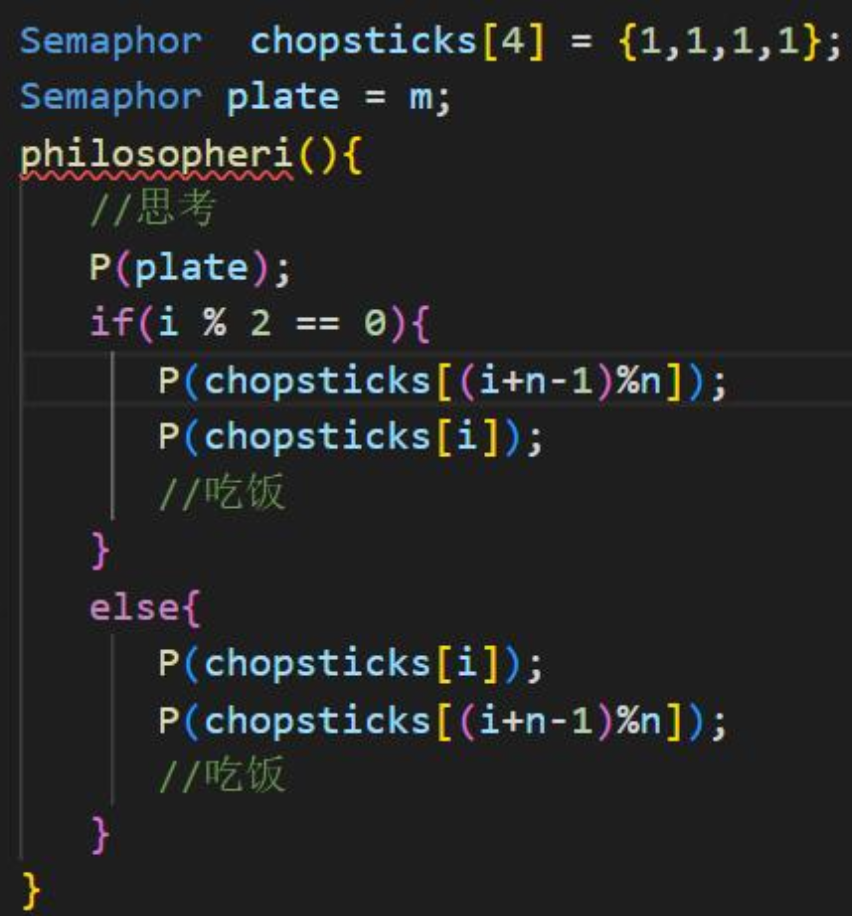 Semaphor  chopsticks[4] = {1,1,1,1};
Semaphor plate = m;
philosopheri(){
//思考
P(plate);
if(i % 2 == 0){
P(chopsticks[(i+n-1)%n]);
P(chopsticks[i]);
//吃饭
}
else{
P(chopsticks[i]);
P(chopsticks[(i+n-1)%n]);
//吃饭
}
}